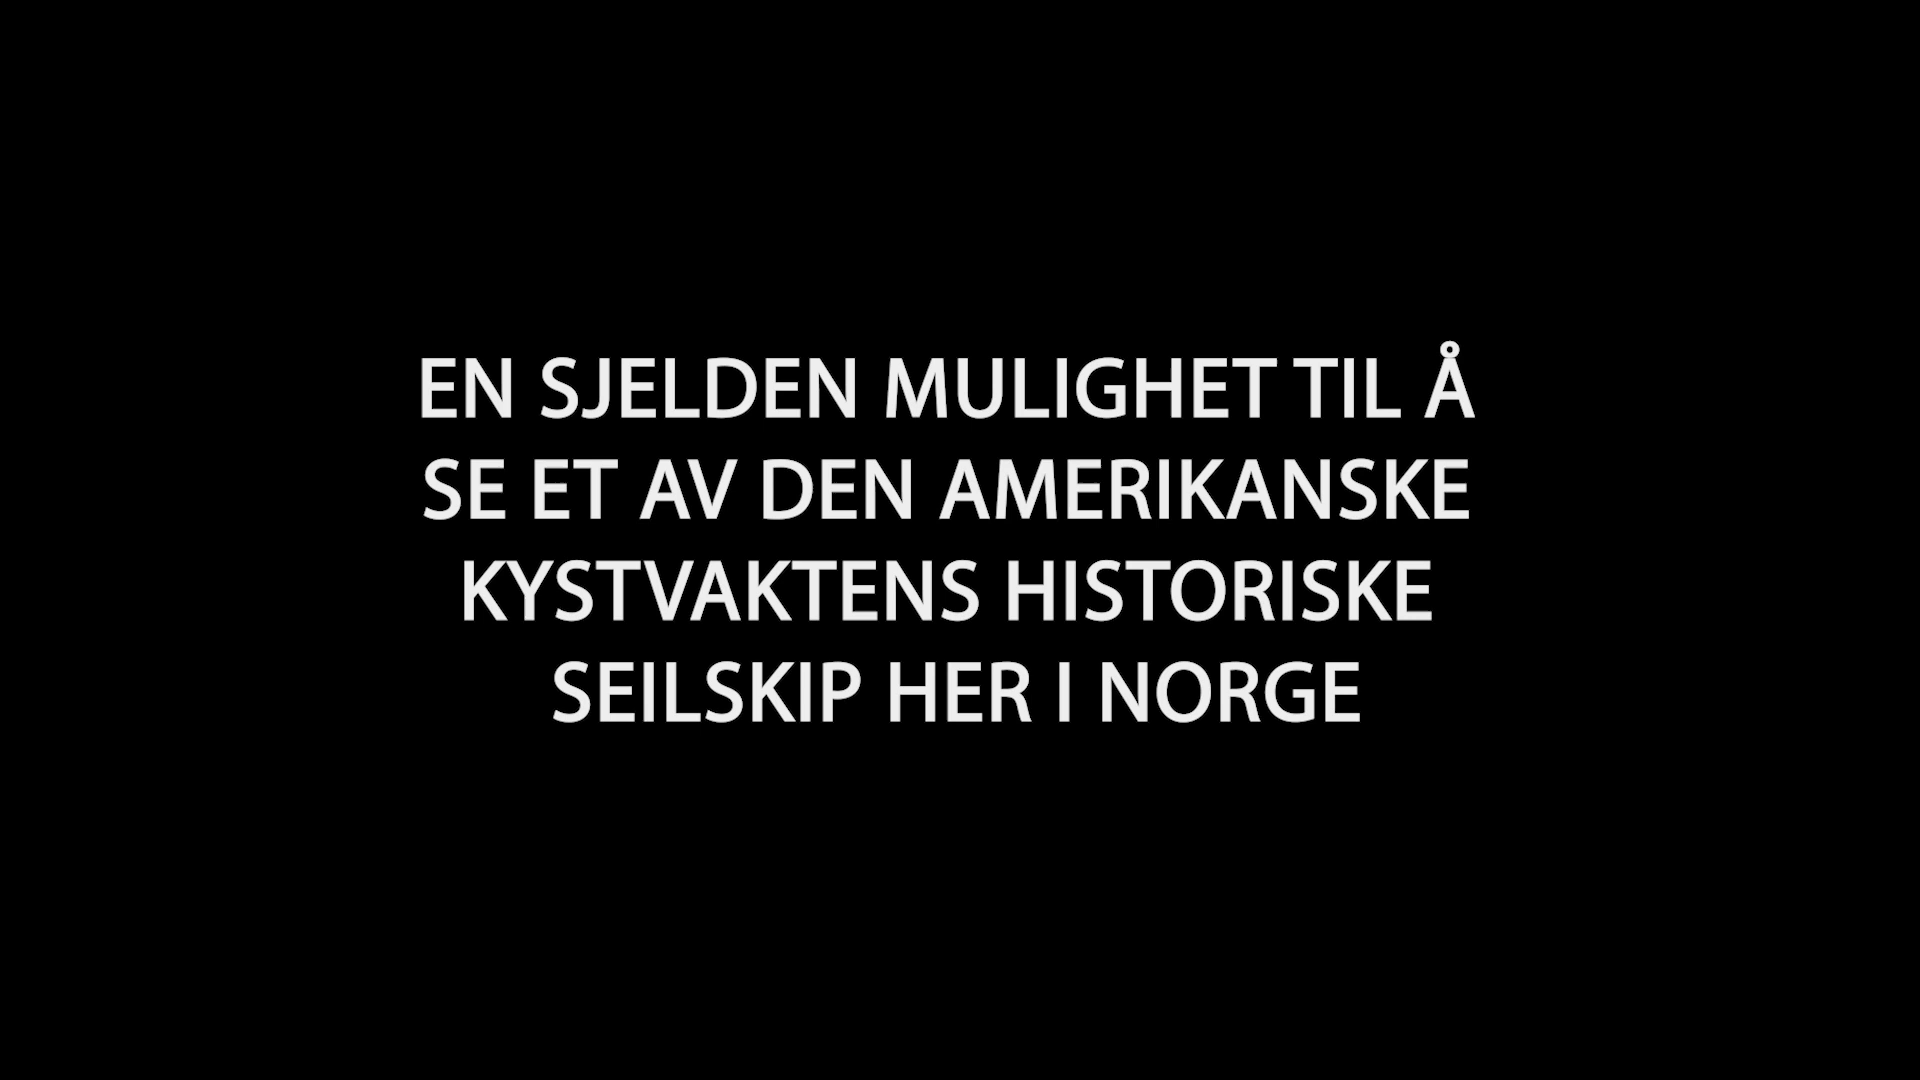 EN SJELDEN MULIGHET TIL Å
SE ET AV DEN AMERIKANSKE
KYSTVAKTENS HISTORISKE
SEILSKIP HER I NORGE